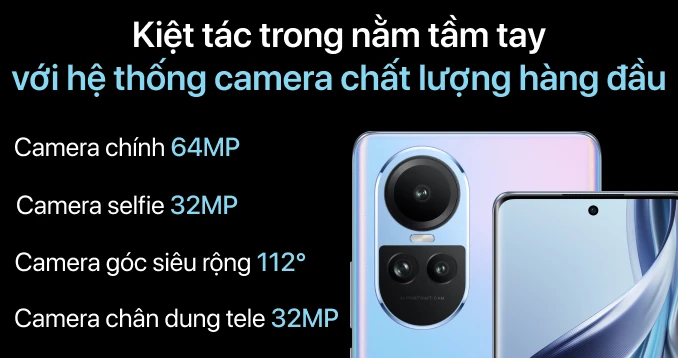 Kiệt tác trong nằm tầm tay
với hệ thống camera chất lượng hàng đầu
Camera chính 64MP
Camera selfie 32MP
Camera góc siêu rộng 112°
Camera chân dung tele 32MP